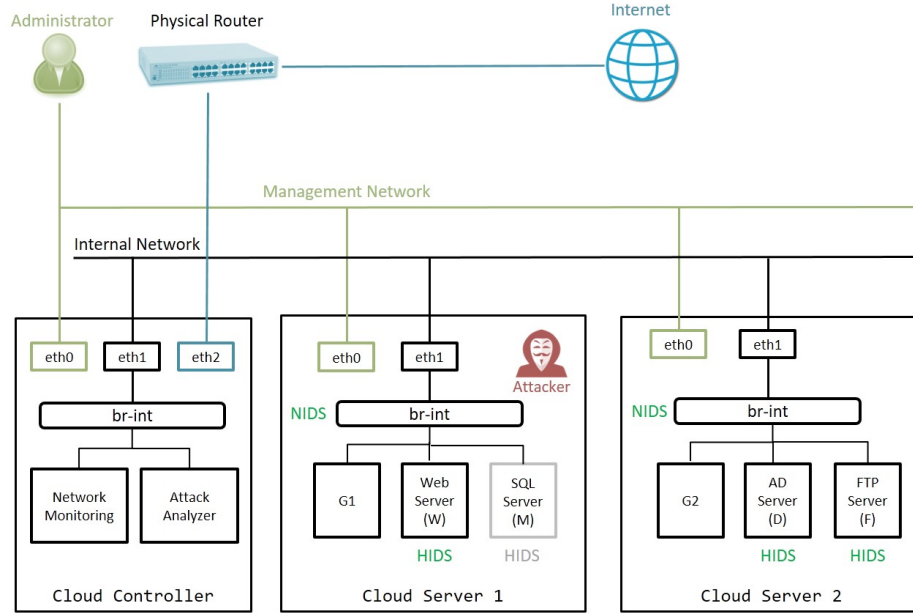 Administrator
Physical Router
Internet
Management Network
Internal Network
eth0
eth1
eth2
eth0
eth1
Attacker
eth0
eth1
br-int
NIDS
br-int
NIDS
br-int
Network
Monitoring
Attack
Analyzer
G1
Web
Server
(W)
SQL
Server
(M)
G2
AD
Server
(D)
FTP
Server
(F)
HIDS
HIDS
HIDS
HIDS
Cloud Controller
Cloud Server 1
Cloud Server 2